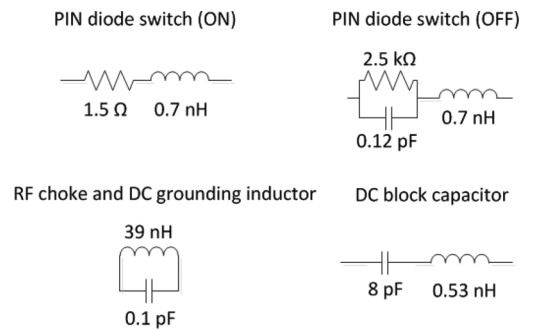 PIN diode switch (ON)
1.5 Ω 0.7 nH
PIN diode switch (OFF)
2.5 kΩ
0.7 nH
0.12 pF
RF choke and DC grounding inductor
39 nH
0.1 pF
DC block capacitor
8 pF 0.53 nH